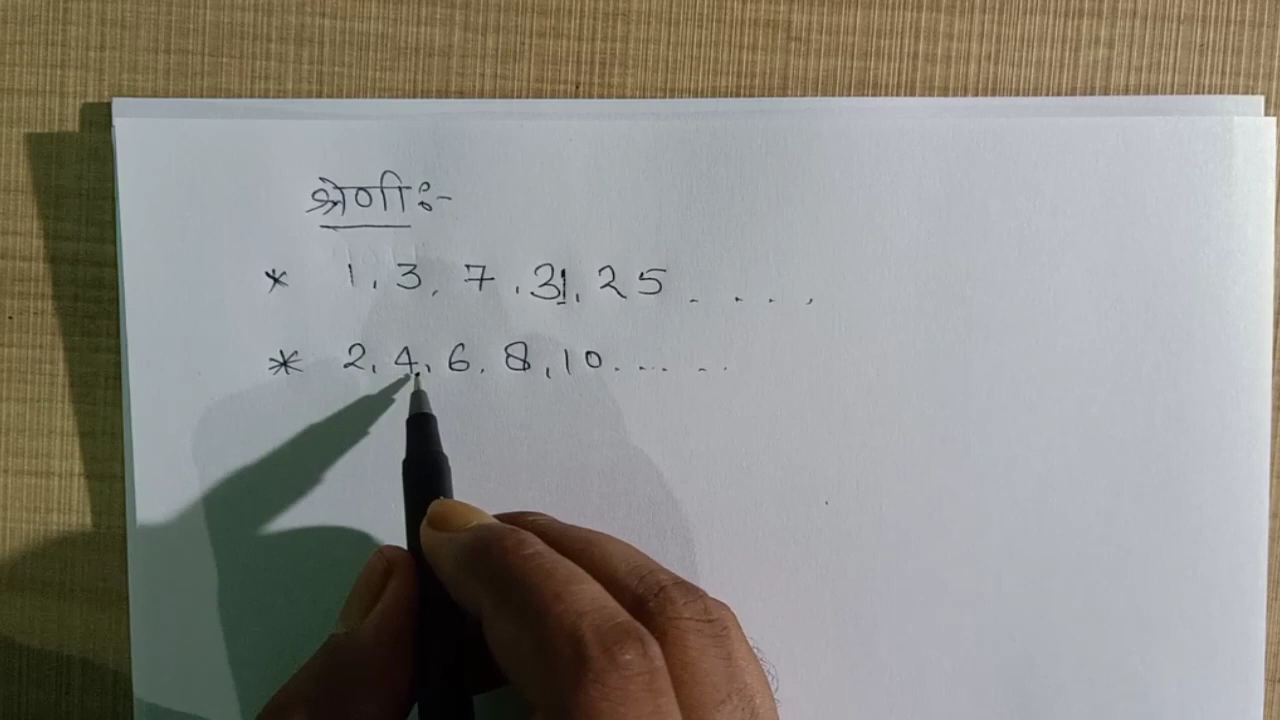 श्रेणी :-
* 1, 3, 7, 31, 25 . . . . ,
* 2, 4, 6, 8, 10 . . . . . .